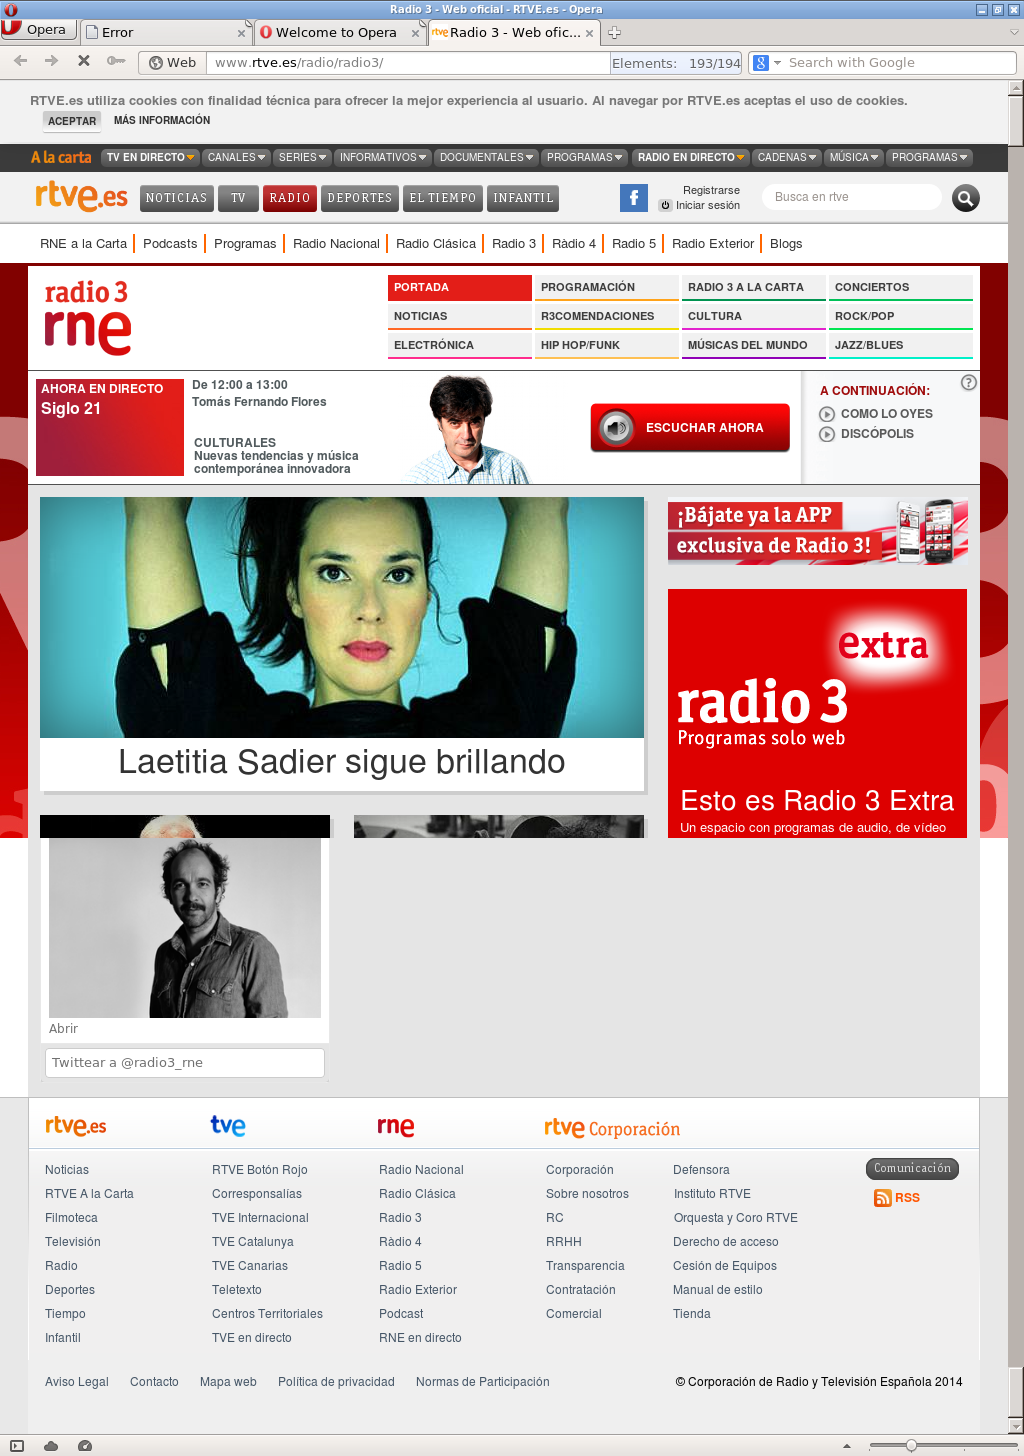 Radio 3 - Web oficial - RTVE.es - Opera
Opera
Error
Welcome to Opera
rtve Radio 3 - Web ofic...
Web
www.rtve.es/radio/radio3/
Elements: 193/194
Search with Google
RTVE.es utiliza cookies con finalidad técnica para ofrecer la mejor experiencia al usuario. Al navegar por RTVE.es aceptas el uso de cookies.
ACEPTAR
MÁS INFORMACIÓN
A la carta
TV EN DIRECTO
CANALES
SERIES
INFORMATIVOS
DOCUMENTALES
PROGRAMAS
RADIO EN DIRECTO
CADENAS
MÚSICA
PROGRAMAS
rtve.es
NOTICIAS
TV
RADIO
DEPORTES
EL TIEMPO
INFANTIL
f
Registrarse
Iniciar sesión
Busca en rtve
RNE a la Carta
Podcasts
Programas
Radio Nacional
Radio Clásica
Radio 3
Ràdio 4
Radio 5
Radio Exterior
Blogs
radio 3
rne
PORTADA
PROGRAMACIÓN
RADIO 3 A LA CARTA
CONCIERTOS
NOTICIAS
R3COMENDACIONES
CULTURA
ROCK/POP
ELECTRÓNICA
HIP HOP/FUNK
MÚSICAS DEL MUNDO
JAZZ/BLUES
AHORA EN DIRECTO
Siglo 21
De 12:00 a 13:00
Tomás Fernando Flores
CULTURALES
Nuevas tendencias y música
contemporánea innovadora
ESCUCHAR AHORA
?
A CONTINUACIÓN:
COMO LO OYES
DISCÓPOLIS
Laetitia Sadier sigue brillando
¡Bájate ya la APP
exclusiva de Radio 3!
extra
radio 3
Programas solo web
Esto es Radio 3 Extra
Un espacio con programas de audio, de vídeo
Abrir
Twittear a @radio3_rne
rtve.es
tve
rne
rtve Corporación
Noticias
RTVE A la Carta
Filmoteca
Televisión
Radio
Deportes
Tiempo
Infantil
RTVE Botón Rojo
Corresponsalías
TVE Internacional
TVE Catalunya
TVE Canarias
Teletexto
Centros Territoriales
TVE en directo
Radio Nacional
Radio Clásica
Radio 3
Ràdio 4
Radio 5
Radio Exterior
Podcast
RNE en directo
Corporación
Sobre nosotros
RC
RRHH
Transparencia
Contratación
Comercial
Defensora
Instituto RTVE
Orquesta y Coro RTVE
Derecho de acceso
Cesión de Equipos
Manual de estilo
Tienda
Comunicación
RSS
Aviso Legal
Contacto
Mapa web
Política de privacidad
Normas de Participación
© Corporación de Radio y Televisión Española 2014